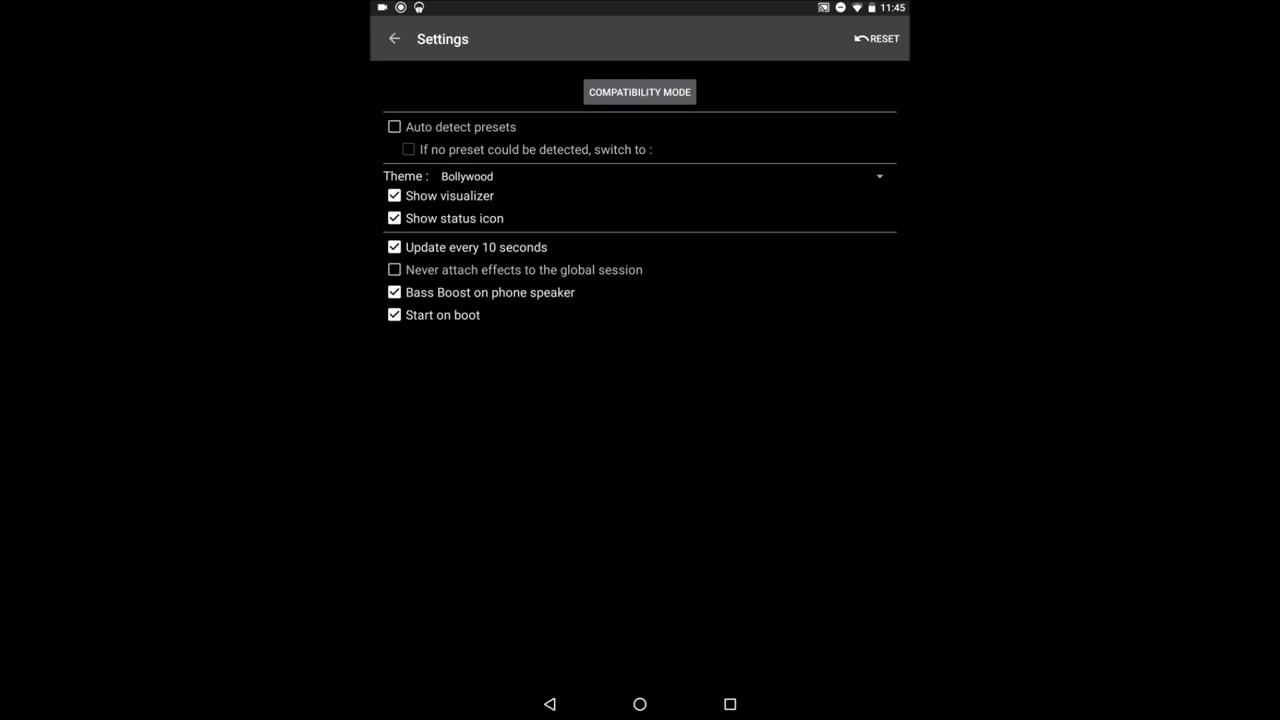 11:45
Settings
RESET
COMPATIBILITY MODE
Auto detect presets
If no preset could be detected, switch to :
Theme : Bollywood
Show visualizer
Show status icon
Update every 10 seconds
Never attach effects to the global session
Bass Boost on phone speaker
Start on boot